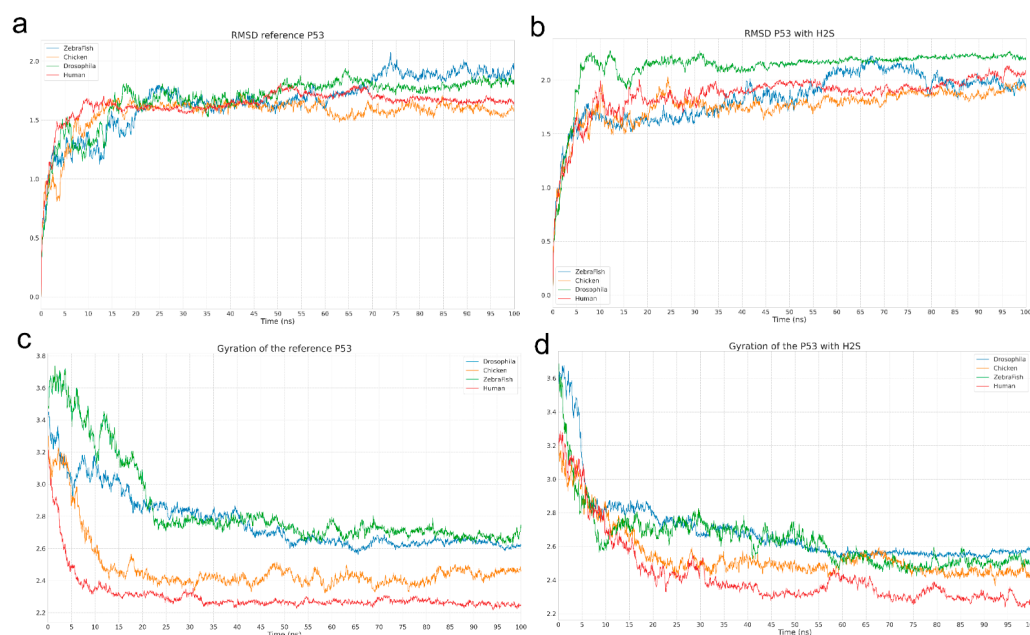 a
RMSD reference P53
ZebraFish
Chicken
Drosophila
Human
2.0
1.5
1.0
0.5
0.0
0 5 10 15 20 25 30 35 40 45 50 55 60 65 70 75 80 85 90 95 100
Time (ns)
b
RMSD P53 with H2S
2.0
1.5
1.0
0.5
0.0
ZebraFish
Chicken
Drosophila
Human
0 5 10 15 20 25 30 35 40 45 50 55 60 65 70 75 80 85 90 95 100
Time (ns)
c
Gyration of the reference P53
Drosophila
Chicken
ZebraFish
Human
3.8
3.6
3.4
3.2
3.0
2.8
2.6
2.4
2.2
0 5 10 15 20 25 30 35 40 45 50 55 60 65 70 75 80 85 90 95 100
Time (ns)
d
Gyration of the P53 with H2S
Drosophila
Chicken
ZebraFish
Human
3.6
3.4
3.2
3.0
2.8
2.6
2.4
2.2
0 5 10 15 20 25 30 35 40 45 50 55 60 65 70 75 80 85 90 95 100
Time (ns)